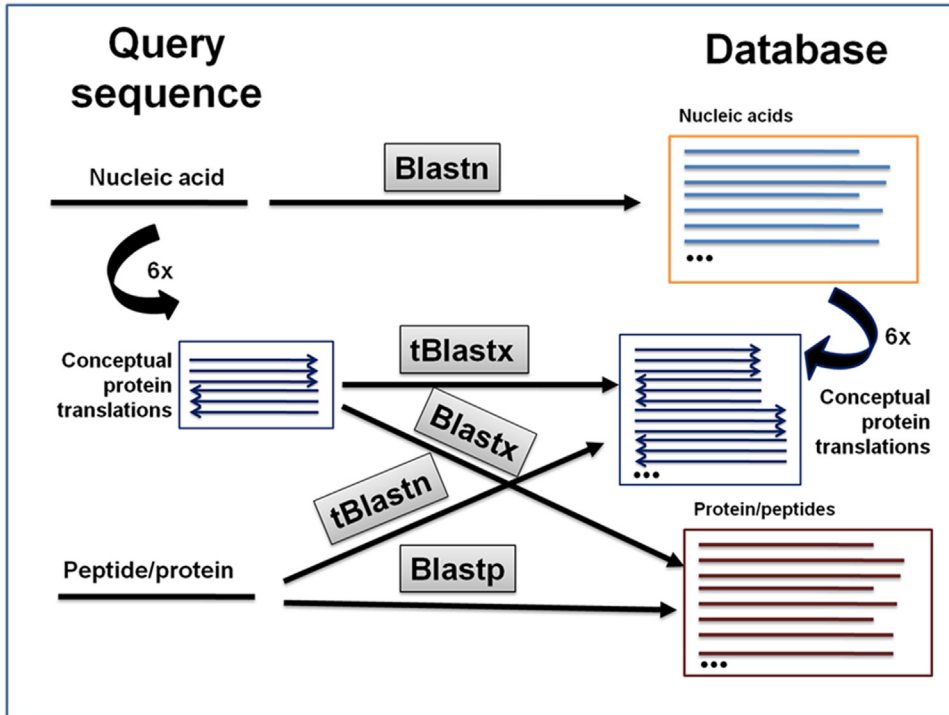 Query
sequence
Database
Nucleic acids
Nucleic acid
Blastn
...
6x
6x
Conceptual
protein
translations
tBlastx
Blastx
tBlastn
Conceptual
protein
translations
...
Protein/peptides
Peptide/protein
Blastp
...